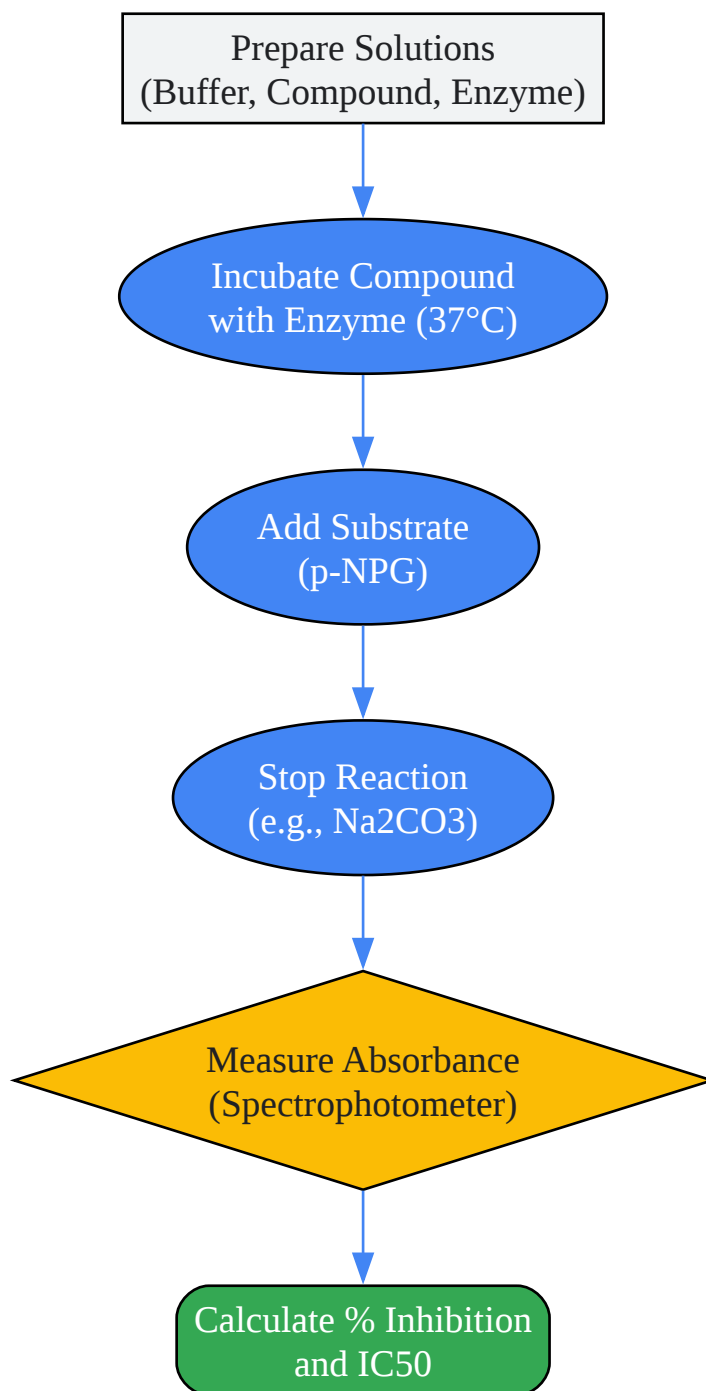 Prepare Solutions
(Buffer, Compound, Enzyme)
Incubate Compound
with Enzyme (37°C)
Add Substrate
(p-NPG)
Stop Reaction
(e.g., Na2CO3)
Measure Absorbance
(Spectrophotometer)
Calculate % Inhibition
and IC50